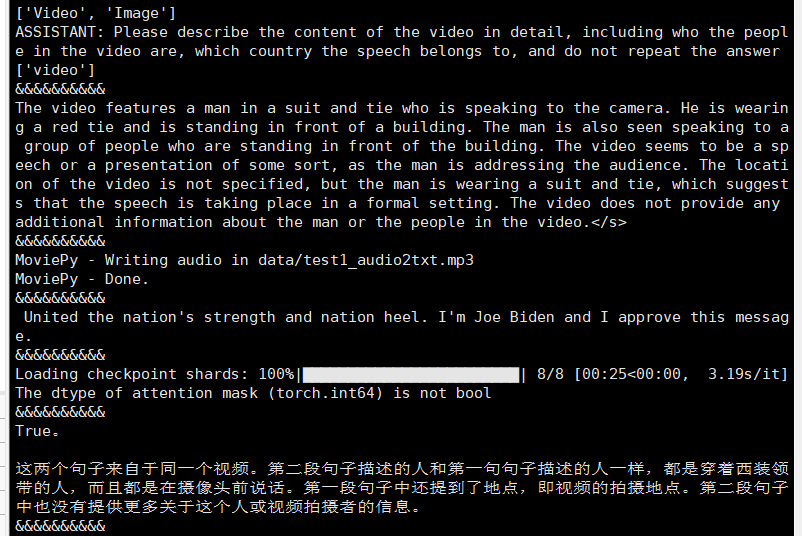 ['Video', 'Image']
ASSISTANT: Please describe the content of the video in detail, including who the peopl
e in the video are, which country the speech belongs to, and do not repeat the answer
['video']
&&&&&&&&&&
The video features a man in a suit and tie who is speaking to the camera. He is wearin
g a red tie and is standing in front of a building. The man is also seen speaking to a
 group of people who are standing in front of the building. The video seems to be a sp
eech or a presentation of some sort, as the man is addressing the audience. The locati
on of the video is not specified, but the man is wearing a suit and tie, which suggest
s that the speech is taking place in a formal setting. The video does not provide any
additional information about the man or the people in the video.</s>
&&&&&&&&&&
MoviePy - Writing audio in data/test1_audio2txt.mp3
MoviePy - Done.
&&&&&&&&&&
 United the nation's strength and nation heel. I'm Joe Biden and I approve this messag
e.
&&&&&&&&&&
Loading checkpoint shards: 100%|██████████████████████████| 8/8 [00:25<00:00,  3.19s/it]
The dtype of attention mask (torch.int64) is not bool
&&&&&&&&&&
True。
这两个句子来自于同一个视频。第二段句子描述的人和第一句句子描述的人一样，都是穿着西装领
带的人，而且都是在摄像头前说话。第一段句子中还提到了地点，即视频的拍摄地点。第二段句子
中也没有提供更多关于这个人或视频拍摄者的信息。
&&&&&&&&&&